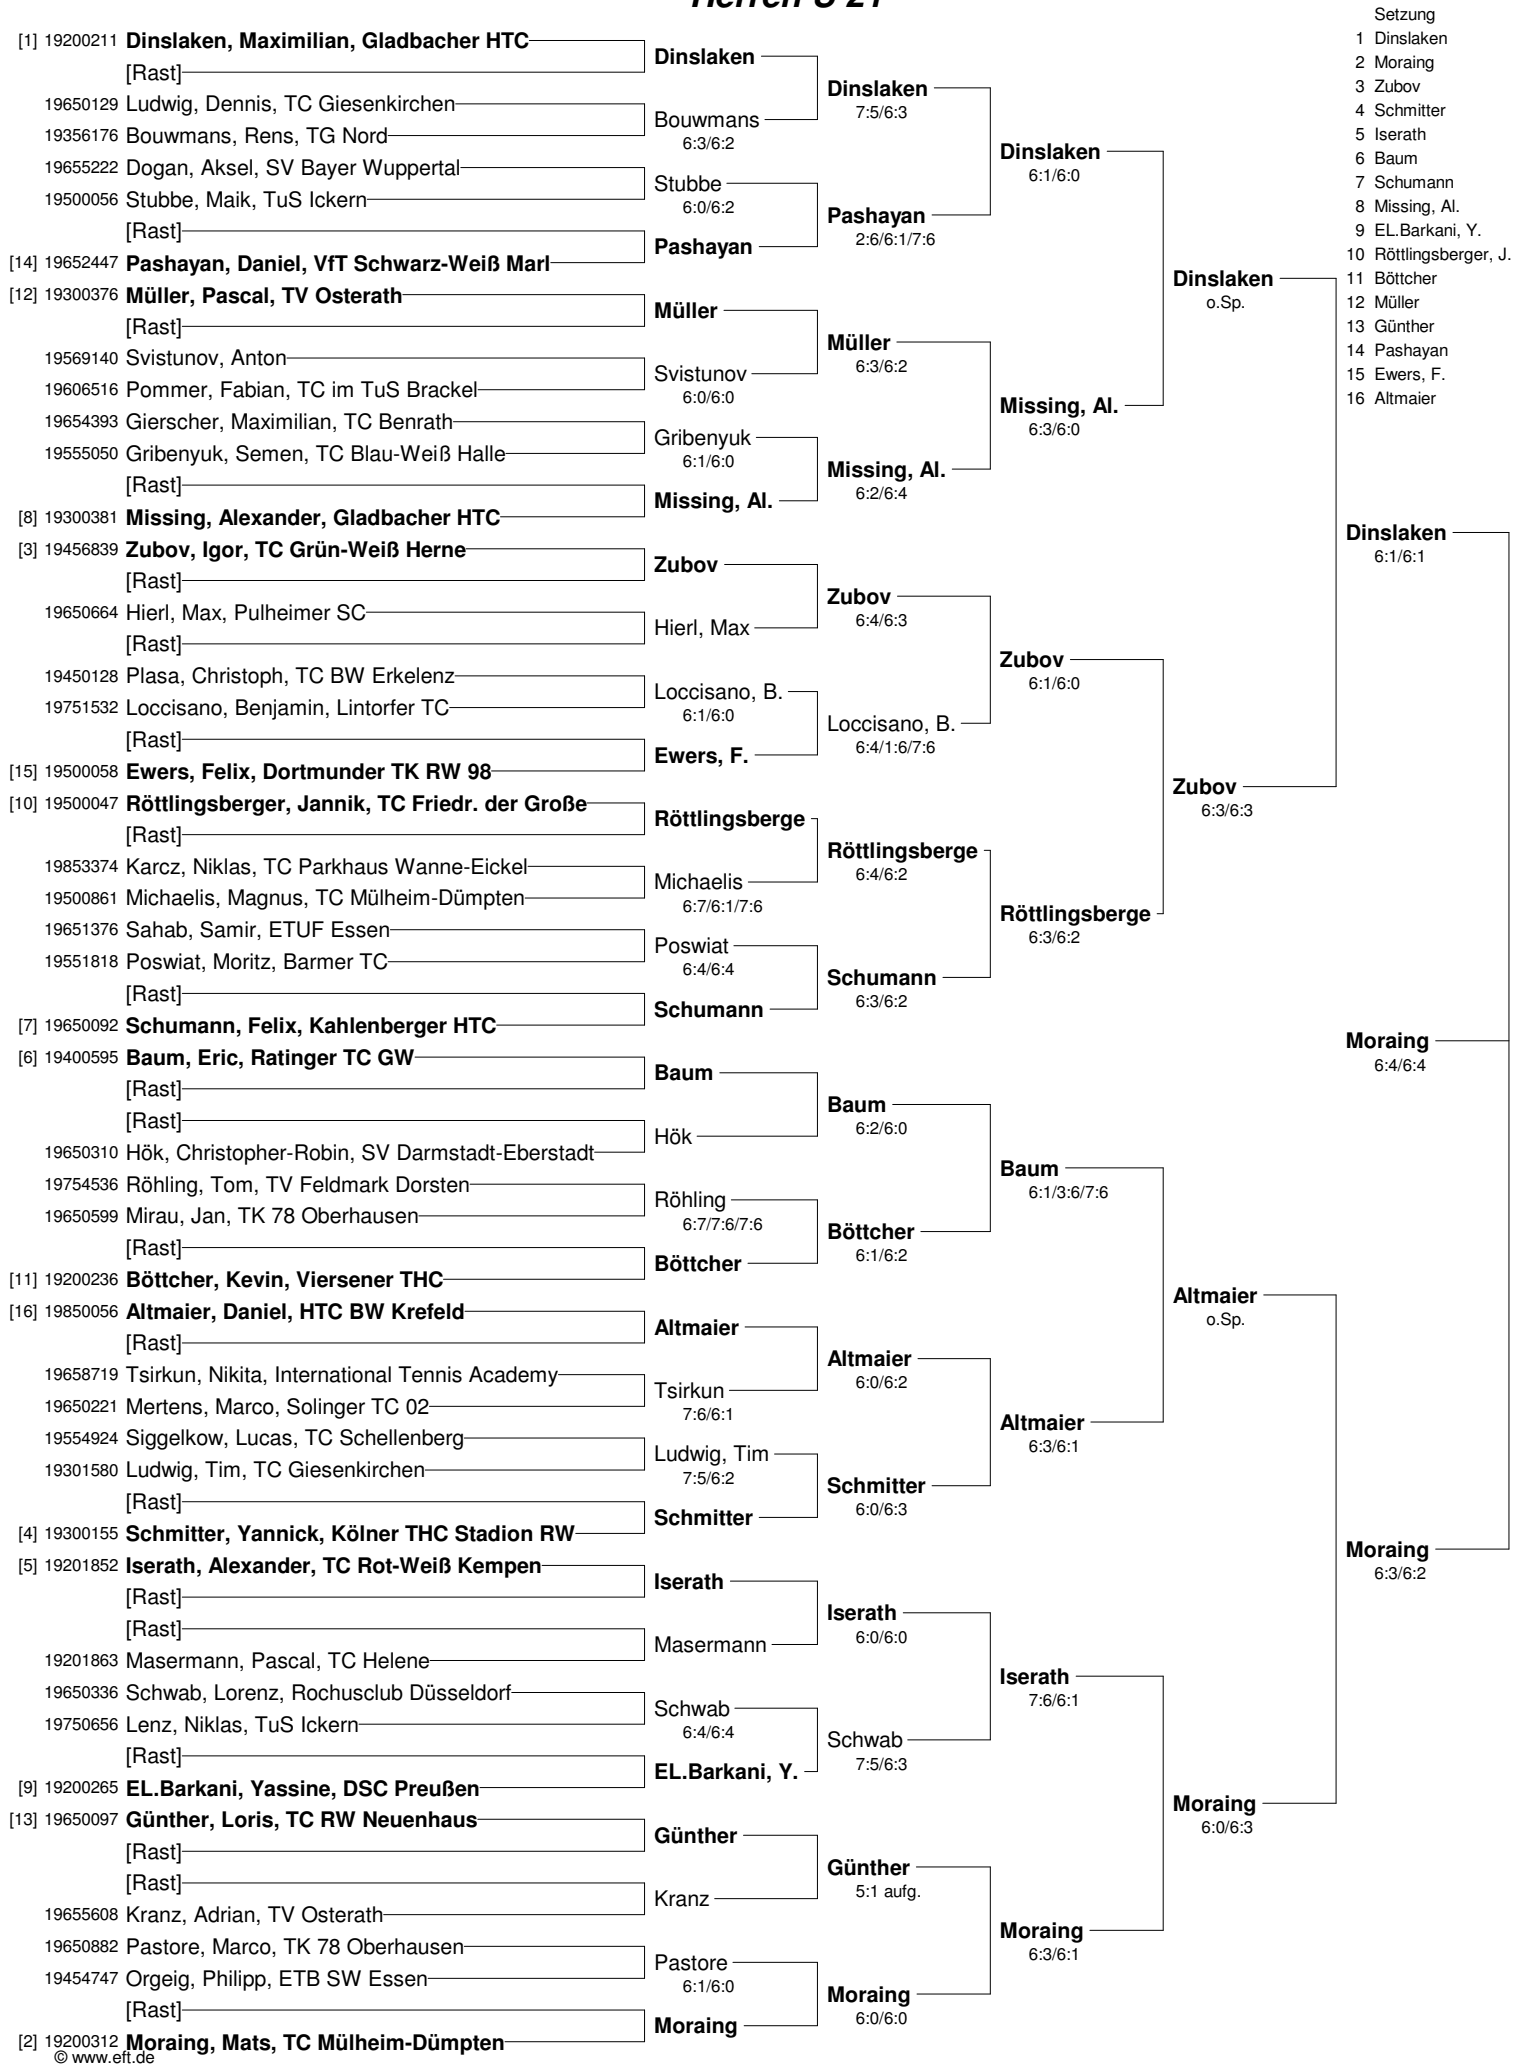 Herren U 21
Setzung
1 Dinslaken
2 Moraing
3 Zubov
4 Schmitter
5 Iserath
6 Baum
7 Schumann
8 Missing, Al.
9 EL.Barkani, Y.
10 Röttlingsberger, J.
11 Böttcher
12 Müller
13 Günther
14 Pashayan
15 Ewers, F.
16 Altmaier
[1] 19200211 Dinslaken, Maximilian, Gladbacher HTC
[Rast]
19650129 Ludwig, Dennis, TC Giesenkirchen
19356176 Bouwmans, Rens, TG Nord
19655222 Dogan, Aksel, SV Bayer Wuppertal
19500056 Stubbe, Maik, TuS Ickern
[Rast]
[14] 19652447 Pashayan, Daniel, VfT Schwarz-Weiß Marl
[12] 19300376 Müller, Pascal, TV Osterath
[Rast]
19569140 Svistunov, Anton
19606516 Pommer, Fabian, TC im TuS Brackel
19654393 Gierscher, Maximilian, TC Benrath
19555050 Gribenyuk, Semen, TC Blau-Weiß Halle
[Rast]
[8] 19300381 Missing, Alexander, Gladbacher HTC
[3] 19456839 Zubov, Igor, TC Grün-Weiß Herne
[Rast]
19650664 Hierl, Max, Pulheimer SC
[Rast]
19450128 Plasa, Christoph, TC BW Erkelenz
19751532 Loccisano, Benjamin, Lintorfer TC
[Rast]
[15] 19500058 Ewers, Felix, Dortmunder TK RW 98
[10] 19500047 Röttlingsberger, Jannik, TC Friedr. der Große
[Rast]
19853374 Karcz, Niklas, TC Parkhaus Wanne-Eickel
19500861 Michaelis, Magnus, TC Mülheim-Dümpten
19651376 Sahab, Samir, ETUF Essen
19551818 Poswiat, Moritz, Barmer TC
[Rast]
[7] 19650092 Schumann, Felix, Kahlenberger HTC
[6] 19400595 Baum, Eric, Ratinger TC GW
[Rast]
[Rast]
19650310 Hök, Christopher-Robin, SV Darmstadt-Eberstadt
19754536 Röhling, Tom, TV Feldmark Dorsten
19650599 Mirau, Jan, TK 78 Oberhausen
[Rast]
[11] 19200236 Böttcher, Kevin, Viersener THC
[16] 19850056 Altmaier, Daniel, HTC BW Krefeld
[Rast]
19658719 Tsirkun, Nikita, International Tennis Academy
19650221 Mertens, Marco, Solinger TC 02
19554924 Siggelkow, Lucas, TC Schellenberg
19301580 Ludwig, Tim, TC Giesenkirchen
[Rast]
[4] 19300155 Schmitter, Yannick, Kölner THC Stadion RW
[5] 19201852 Iserath, Alexander, TC Rot-Weiß Kempen
[Rast]
[Rast]
19201863 Masermann, Pascal, TC Helene
19650336 Schwab, Lorenz, Rochusclub Düsseldorf
19750656 Lenz, Niklas, TuS Ickern
[Rast]
[9] 19200265 EL.Barkani, Yassine, DSC Preußen
[13] 19650097 Günther, Loris, TC RW Neuenhaus
[Rast]
[Rast]
19655608 Kranz, Adrian, TV Osterath
19650882 Pastore, Marco, TK 78 Oberhausen
19454747 Orgeig, Philipp, ETB SW Essen
[Rast]
[2] 19200312 Moraing, Mats, TC Mülheim-Dümpten
© www.eft.de
Dinslaken
Bouwmans
6:3/6:2
Stubbe
6:0/6:2
Pashayan
Müller
Svistunov
6:0/6:0
Gribenyuk
6:1/6:0
Missing, Al.
Zubov
Hierl, Max
Loccisano, B.
6:1/6:0
Ewers, F.
Röttlingsberge
Michaelis
6:7/6:1/7:6
Poswiat
6:4/6:4
Schumann
Baum
Hök
Röhling
6:7/7:6/7:6
Böttcher
Altmaier
Tsirkun
7:6/6:1
Ludwig, Tim
7:5/6:2
Schmitter
Iserath
Masermann
Schwab
6:4/6:4
EL.Barkani, Y.
Günther
Kranz
Pastore
6:1/6:0
Moraing
Dinslaken
7:5/6:3
Pashayan
2:6/6:1/7:6
Müller
6:3/6:2
Missing, Al.
6:2/6:4
Zubov
6:4/6:3
Loccisano, B.
6:4/1:6/7:6
Röttlingsberge
6:4/6:2
Schumann
6:3/6:2
Baum
6:2/6:0
Böttcher
6:1/6:2
Altmaier
6:0/6:2
Schmitter
6:0/6:3
Iserath
6:0/6:0
Schwab
7:5/6:3
Günther
5:1 aufg.
Moraing
6:0/6:0
Dinslaken
6:1/6:0
Missing, Al.
6:3/6:0
Zubov
6:1/6:0
Röttlingsberge
6:3/6:2
Baum
6:1/3:6/7:6
Altmaier
6:3/6:1
Iserath
7:6/6:1
Moraing
6:3/6:1
Dinslaken
o.Sp.
Zubov
6:3/6:3
Altmaier
o.Sp.
Moraing
6:0/6:3
Dinslaken
6:1/6:1
Moraing
6:4/6:4
Moraing
6:3/6:2